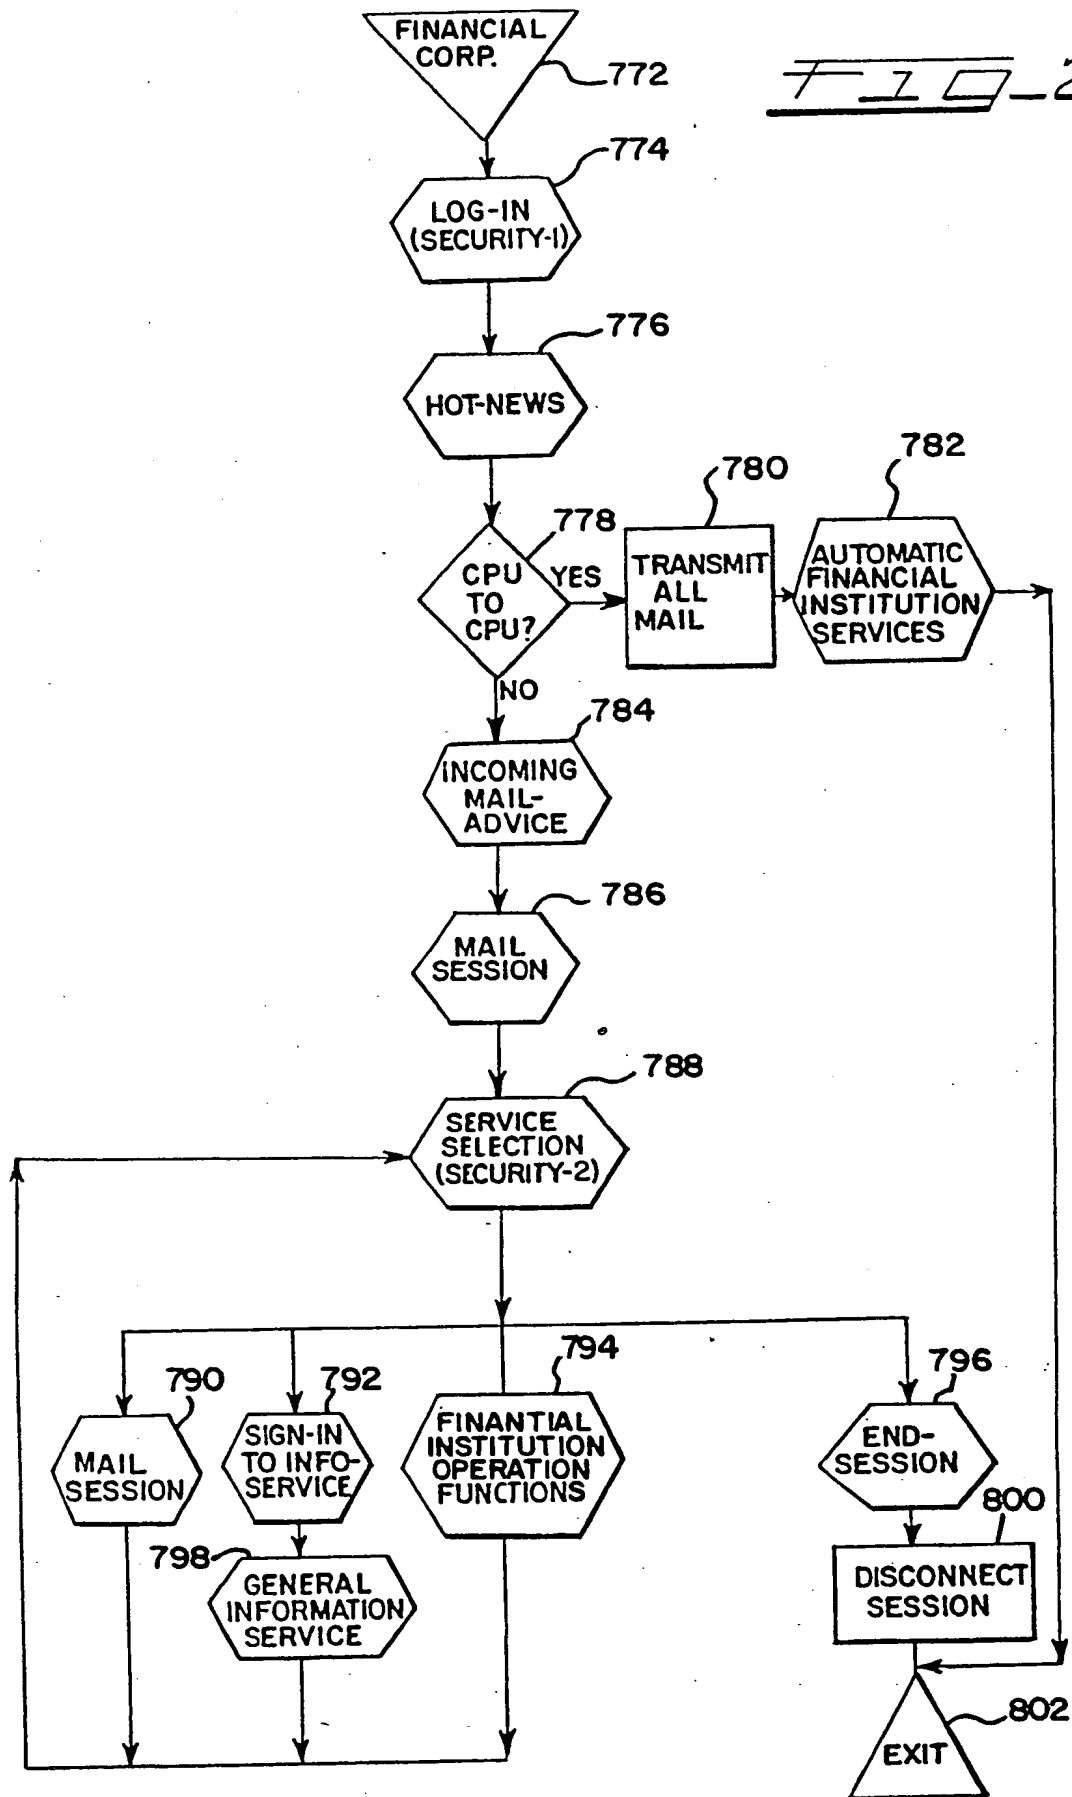 FINANCIAL
CORP.
772
FIG_2
774
LOG-IN
(SECURITY-1)
776
HOT-NEWS
778
CPU
TO
CPU?
YES
NO
780
TRANSMIT
ALL
MAIL
782
AUTOMATIC
FINANCIAL
INSTITUTION
SERVICES
784
INCOMING
MAIL-
ADVICE
786
MAIL
SESSION
788
SERVICE
SELECTION
(SECURITY-2)
790
MAIL
SESSION
792
SIGN-IN
TO INFO-
SERVICE
794
FINANTIAL
INSTITUTION
OPERATION
FUNCTIONS
796
END-
SESSION
798
GENERAL
INFORMATION
SERVICE
800
DISCONNECT
SESSION
802
EXIT